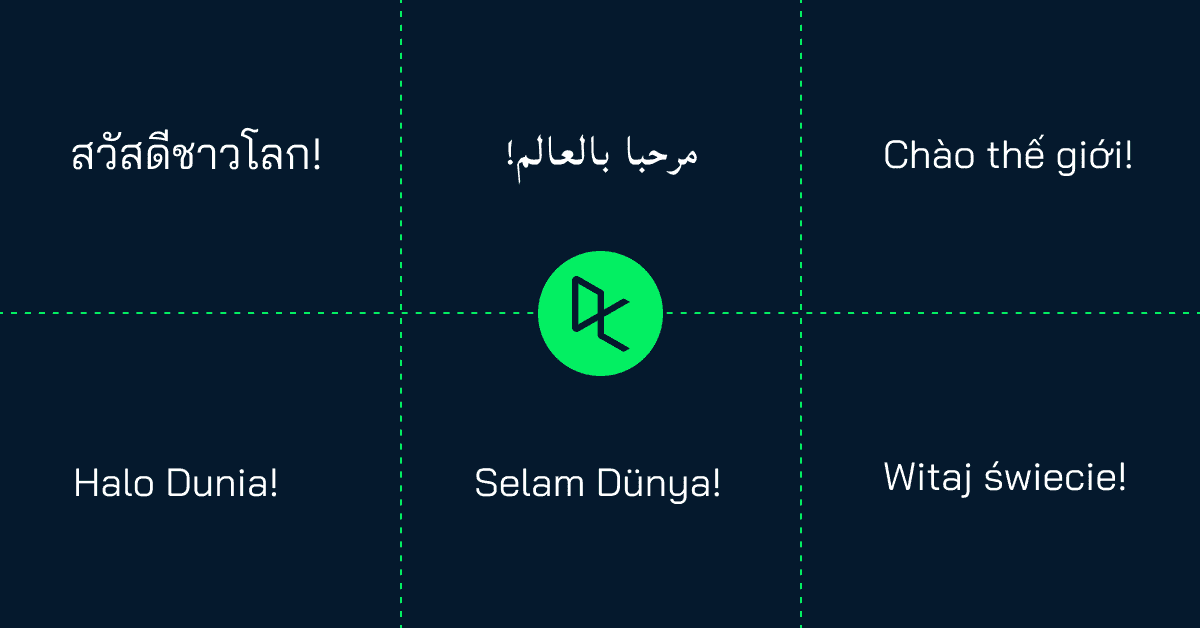 สวัสดีชาวโลก!
مرحبا بالعالم!
Chào thế giới!
Halo Dunia!
Selam Dünya!
Witaj świecie!